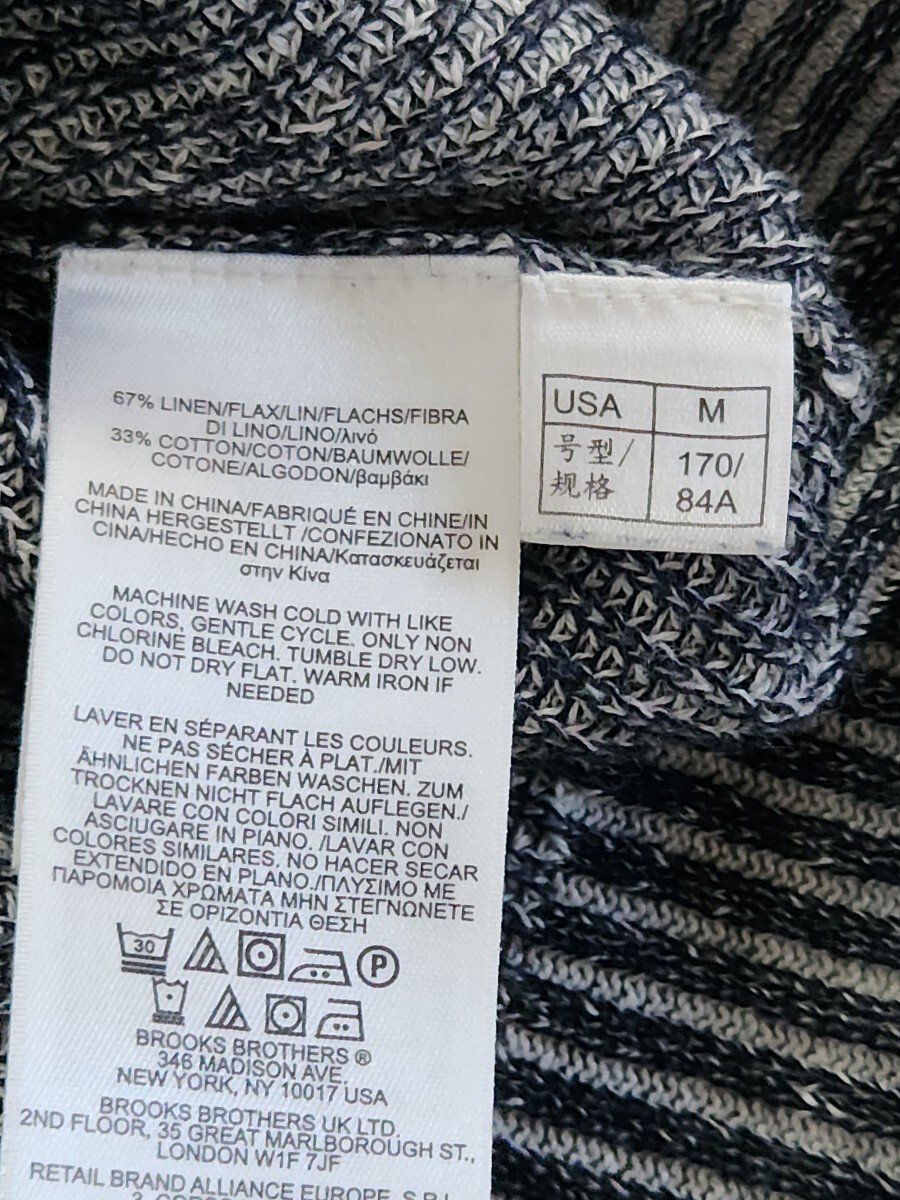 67% LINEN/FLAX/LIN/FLACHS/FIBRA
DI LINO/LINO/λινό
33% COTTON/COTON/BAUMWOLLE/
COTONE/ALGODON/βαμβάκι
MADE IN CHINA/FABRIQUÉ EN CHINE/IN
CHINA HERGESTELLT /CONFEZIONATO IN
CINA/HECHO EN CHINA/Κατασκευάζεται
στην Κίνα
MACHINE WASH COLD WITH LIKE
COLORS, GENTLE CYCLE. ONLY NON
CHLORINE BLEACH. TUMBLE DRY LOW.
DO NOT DRY FLAT. WARM IRON IF
NEEDED
LAVER EN SÉPARANT LES COULEURS.
NE PAS SÉCHER À PLAT./MIT
ÄHNLICHEN FARBEN WASCHEN. ZUM
TROCKNEN NICHT FLACH AUFLEGEN./
LAVARE CON COLORI SIMILI. NON
ASCIUGARE IN PIANO. /LAVAR CON
COLORES SIMILARES. NO HACER SECAR
EXTENDIDO EN PLANO./ΠΛΥΣΙΜΟ ΜΕ
ΠΑΡΟΜΟΙΑ ΧΡΩΜΑΤΑ ΜΗΝ ΣΤΕΓΝΩΝΕΤΕ
ΣΕ ΟΡΙΖΟΝΤΙΑ ΘΕΣΗ
30 P
BROOKS BROTHERS ®
346 MADISON AVE.
NEW YORK, NY 10017 USA
BROOKS BROTHERS UK LTD.
2ND FLOOR, 35 GREAT MARLBOROUGH ST.,
LONDON W1F 7JF
RETAIL BRAND ALLIANCE EUROPE S.R.L.
USA M
号型/ 170/
规格 84A